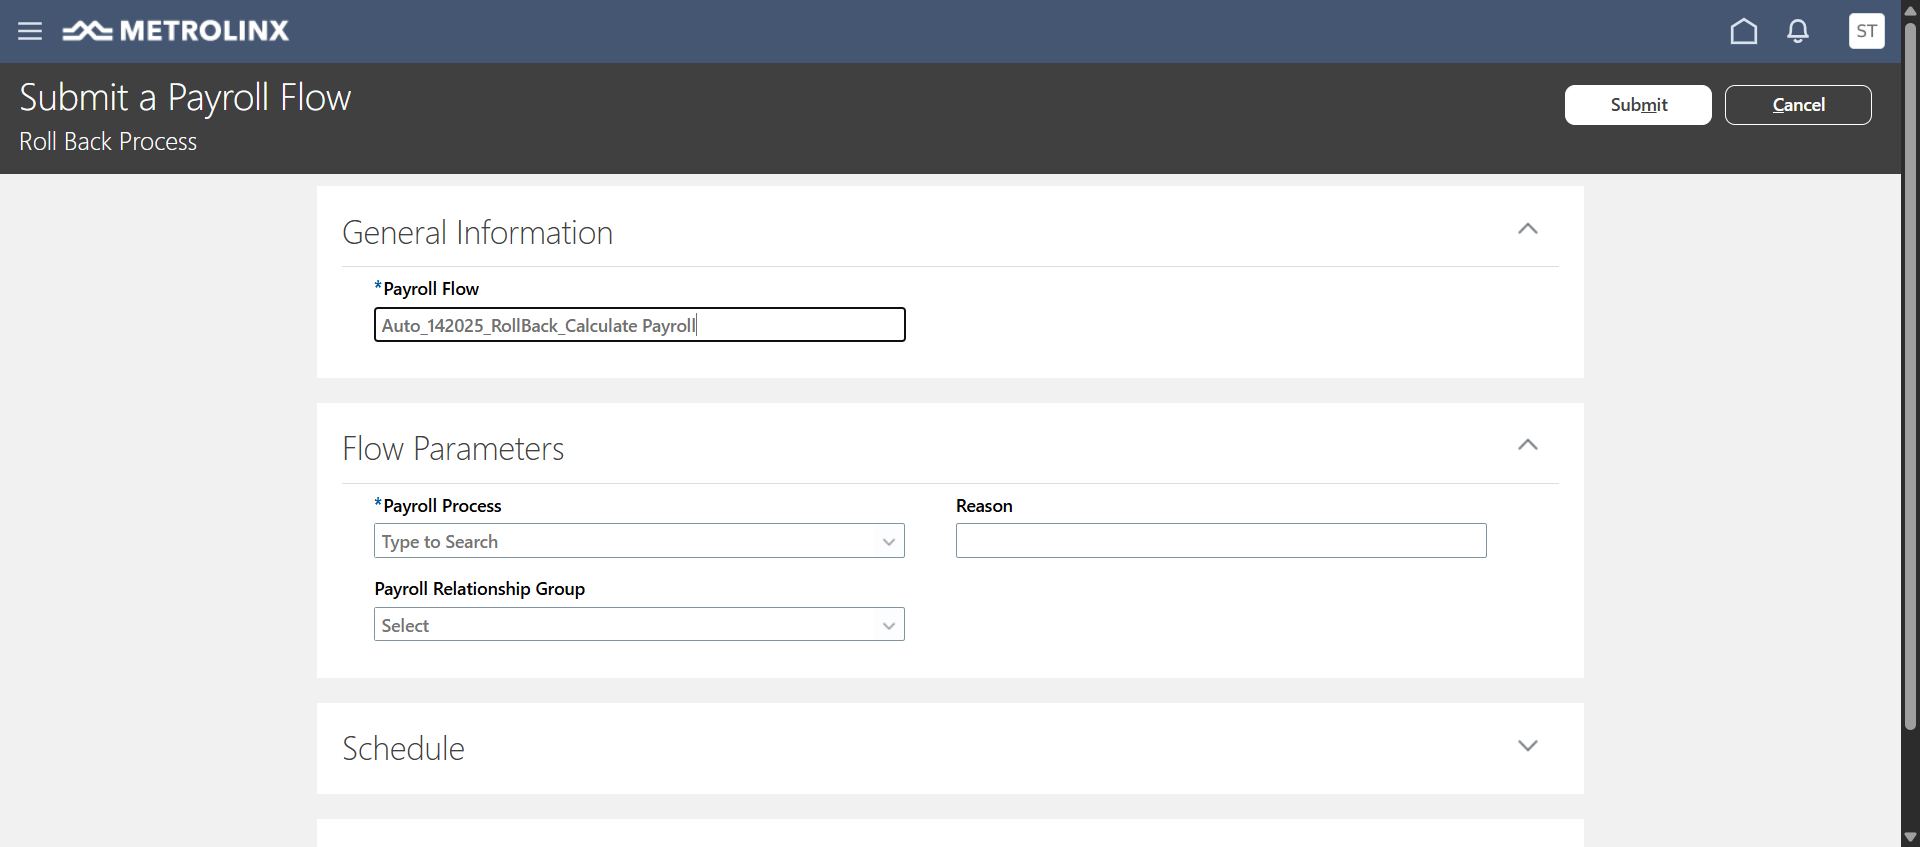 METROLINX
ST
Submit a Payroll Flow
Roll Back Process
Submit
Cancel
General Information
*Payroll Flow
Auto_142025_RollBack_Calculate Payroll
Flow Parameters
*Payroll Process
Reason
Type to Search
Payroll Relationship Group
Select
Schedule